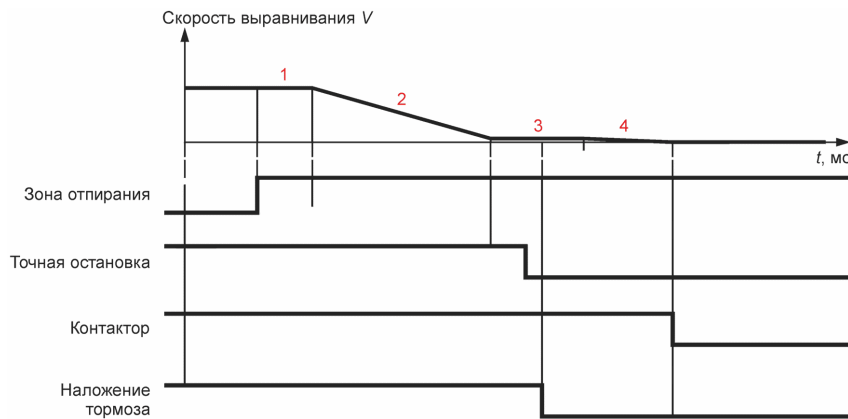 Скорость выравнивания V
1
2
3
4
t, мс
Зона отпирания
Точная остановка
Контактор
Наложение
тормоза